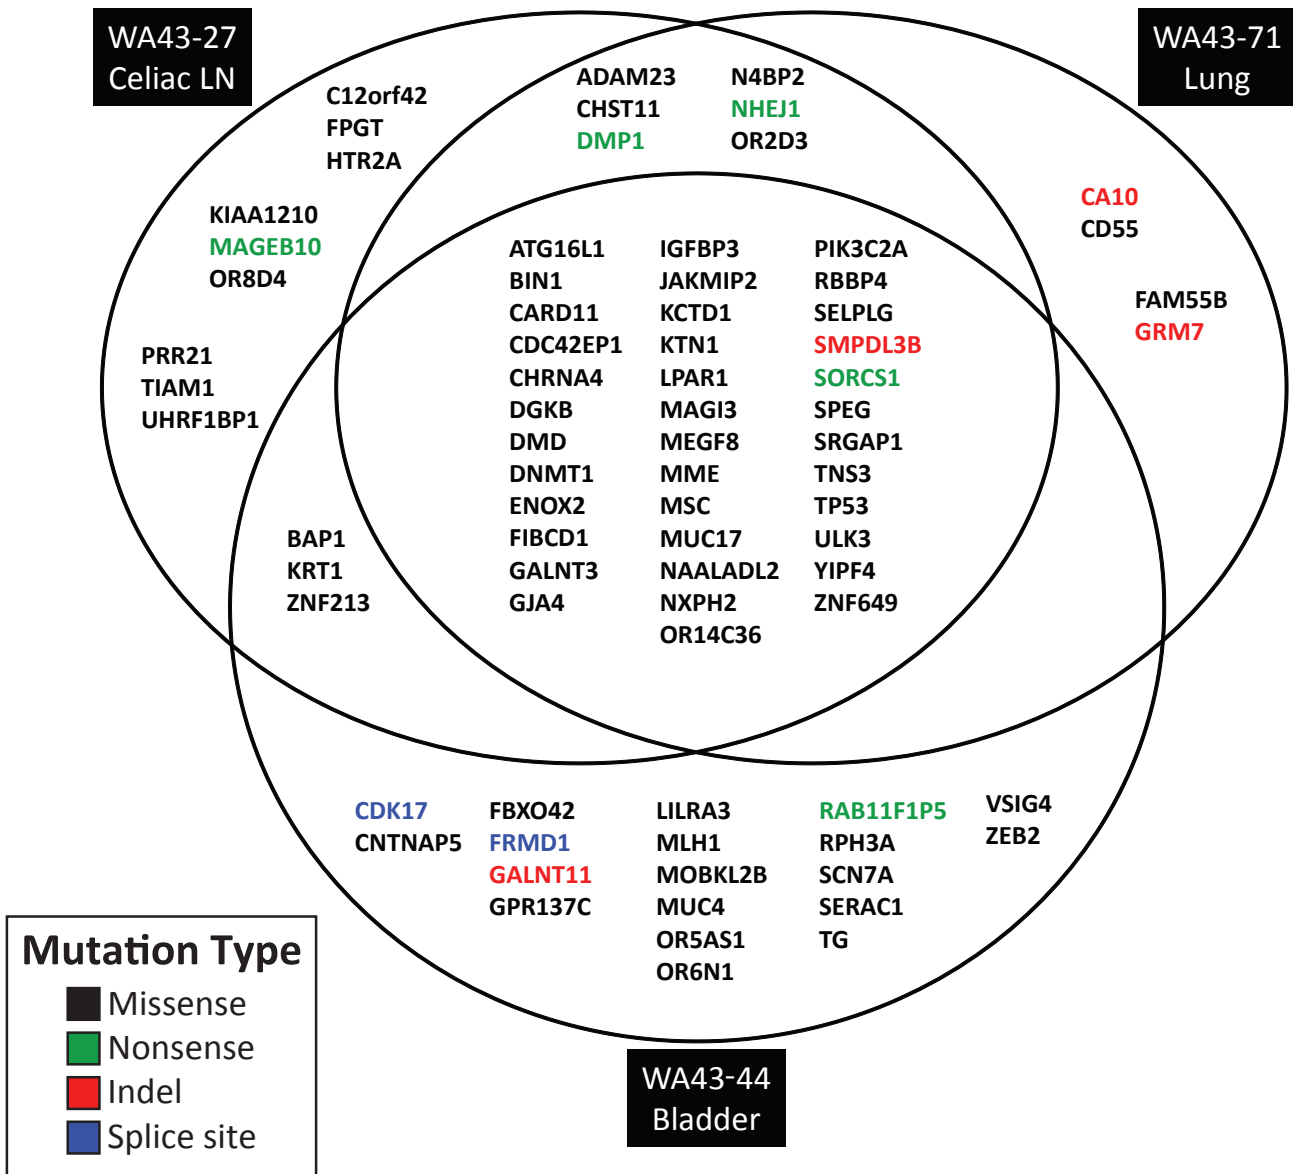 WA43-27
Celiac LN
WA43-71
Lung
C12orf42
FPGT
HTR2A
KIAA1210
MAGEB10
OR8D4
PRR21
TIAM1
UHRF1BP1
ADAM23
CHST11
DMP1
N4BP2
NHEJ1
OR2D3
CA10
CD55
FAM55B
GRM7
ATG16L1
BIN1
CARD11
CDC42EP1
CHRNA4
DGKB
DMD
DNMT1
ENOX2
FIBCD1
GALNT3
GJA4
IGFBP3
JAKMIP2
KCTD1
KTN1
LPAR1
MAGI3
MEGF8
MME
MSC
MUC17
NAALADL2
NXPH2
OR14C36
PIK3C2A
RBBP4
SELPLG
SMPDL3B
SORCS1
SPEG
SRGAP1
TNS3
TP53
ULK3
YIPF4
ZNF649
BAP1
KRT1
ZNF213
CDK17
CNTNAP5
FBXO42
FRMD1
GALNT11
GPR137C
LILRA3
MLH1
MOBKL2B
MUC4
OR5AS1
OR6N1
RAB11F1P5
RPH3A
SCN7A
SERAC1
TG
VSIG4
ZEB2
Mutation Type
Missense
Nonsense
Indel
Splice site
WA43-44
Bladder